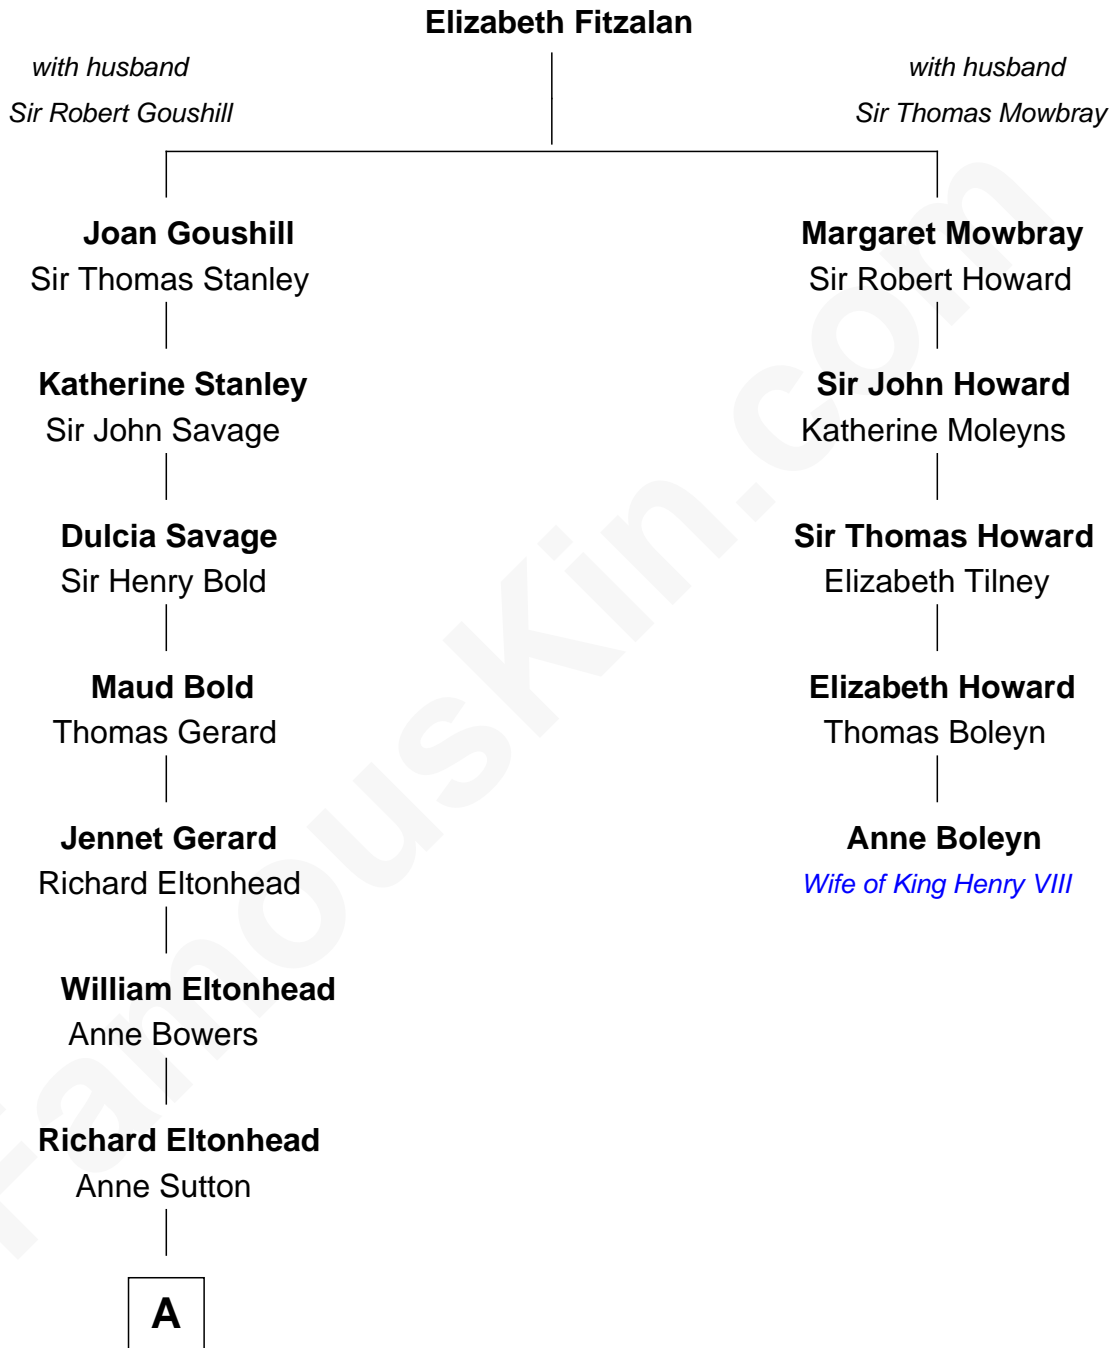 Elizabeth Fitzalan
with husband
Sir Robert Goushill
with husband
Sir Thomas Mowbray
Joan Goushill
Sir Thomas Stanley
Margaret Mowbray
Sir Robert Howard
Katherine Stanley
Sir John Savage
Sir John Howard
Katherine Moleyns
Dulcia Savage
Sir Henry Bold
Sir Thomas Howard
Elizabeth Tilney
Maud Bold
Thomas Gerard
Elizabeth Howard
Thomas Boleyn
Jennet Gerard
Richard Eltonhead
Anne Boleyn
Wife of King Henry VIII
William Eltonhead
Anne Bowers
Richard Eltonhead
Anne Sutton
A
FamousKin.com